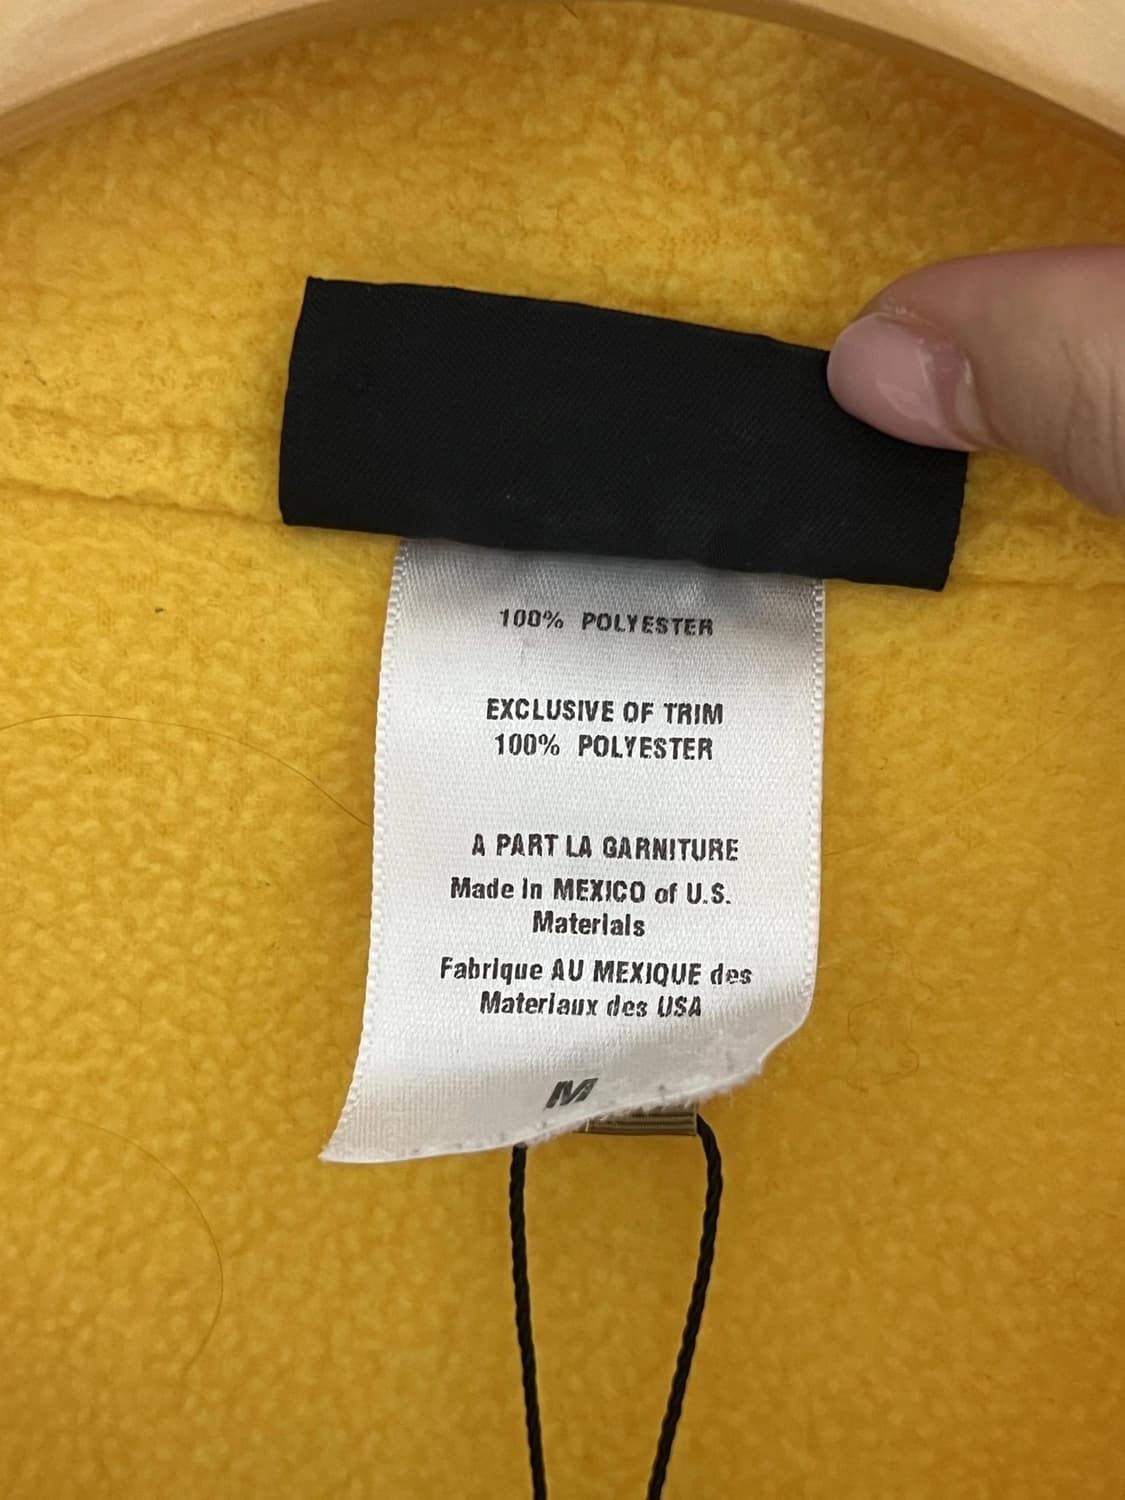 100% POLYESTER
EXCLUSIVE OF TRIM
100% POLYESTER
A PART LA GARNITURE
Made in MEXICO of U.S.
Materials
Fabrique AU MEXIQUE des
Materiaux des USA
M